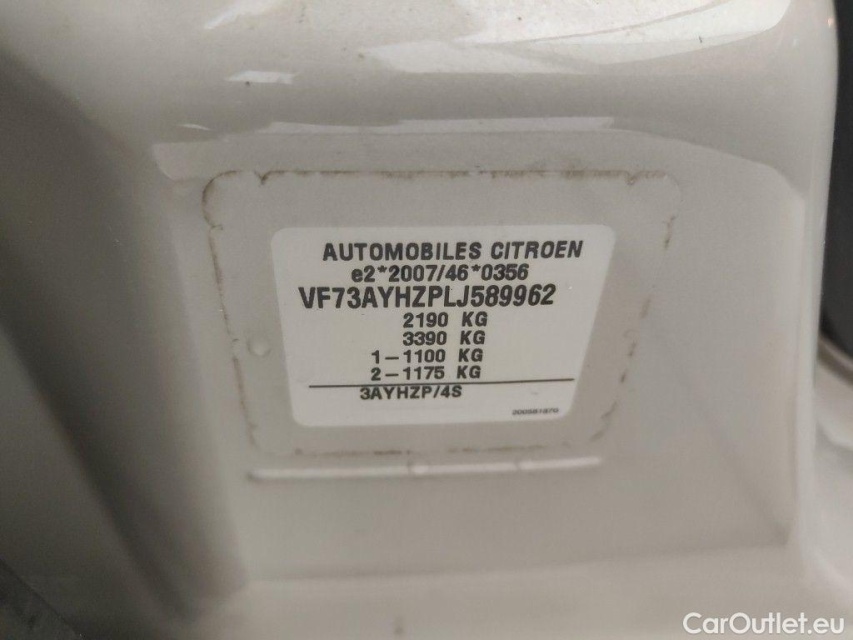 AUTOMOBILES CITROEN
e2*2007/46*0356
VF73AYHZPLJ589962
2190 KG
3390 KG
1-1100 KG
2-1175 KG
3AYHZP/4S
CarOutlet.eu